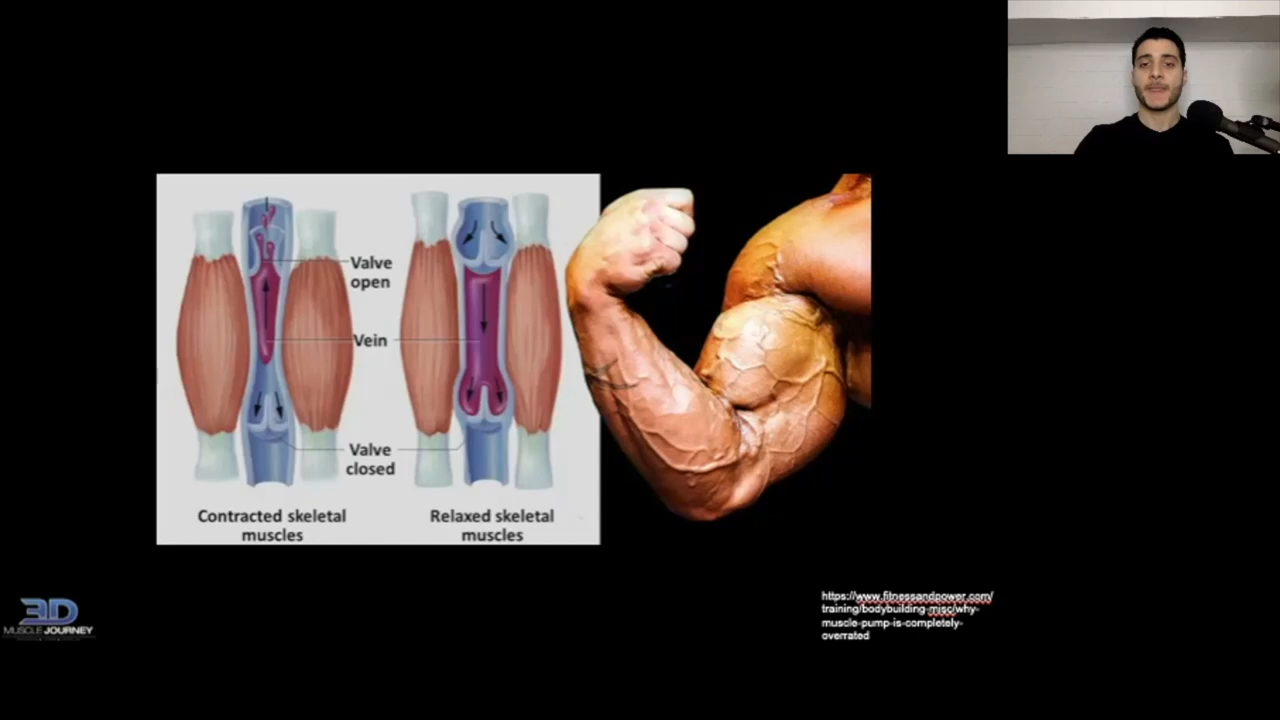 Valve
open
Vein
Valve
closed
Contracted skeletal
muscles
Relaxed skeletal
muscles
3D
MUSCLE JOURNEY
https://www.fitnessandpower.com/
training/bodybuilding-misc/why-
muscle-pump-is-completely-
overrated